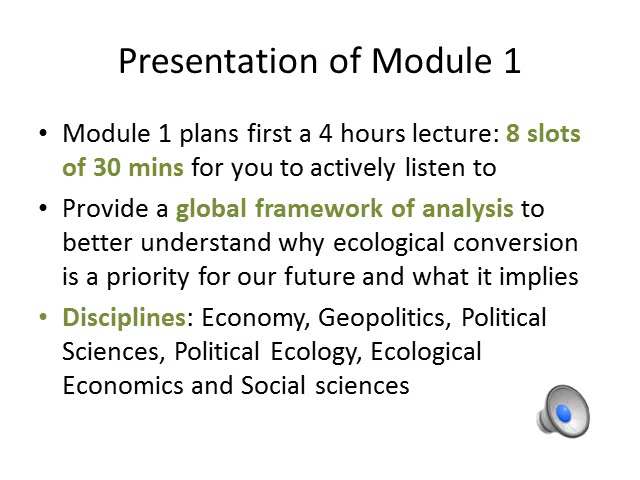 Presentation of Module 1
• Module 1 plans first a 4 hours lecture: 8 slots
of 30 mins for you to actively listen to
• Provide a global framework of analysis to
better understand why ecological conversion
is a priority for our future and what it implies
• Disciplines: Economy, Geopolitics, Political
Sciences, Political Ecology, Ecological
Economics and Social sciences